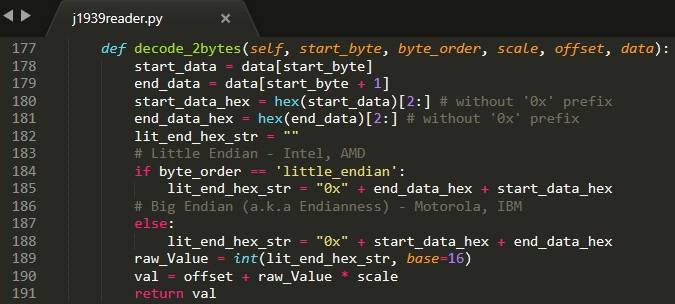 j1939reader.py
177 def decode_2bytes(self, start_byte, byte_order, scale, offset, data):
178 start_data = data[start_byte]
179 end_data = data[start_byte + 1]
180 start_data_hex = hex(start_data)[2:] # without '0x' prefix
181 end_data_hex = hex(end_data)[2:] # without '0x' prefix
182 lit_end_hex_str = ""
183 # Little Endian - Intel, AMD
184 if byte_order == 'little_endian':
185 lit_end_hex_str = "0x" + end_data_hex + start_data_hex
186 # Big Endian (a.k.a Endianness) - Motorola, IBM
187 else:
188 lit_end_hex_str = "0x" + start_data_hex + end_data_hex
189 raw_Value = int(lit_end_hex_str, base=16)
190 val = offset + raw_Value * scale
191 return val